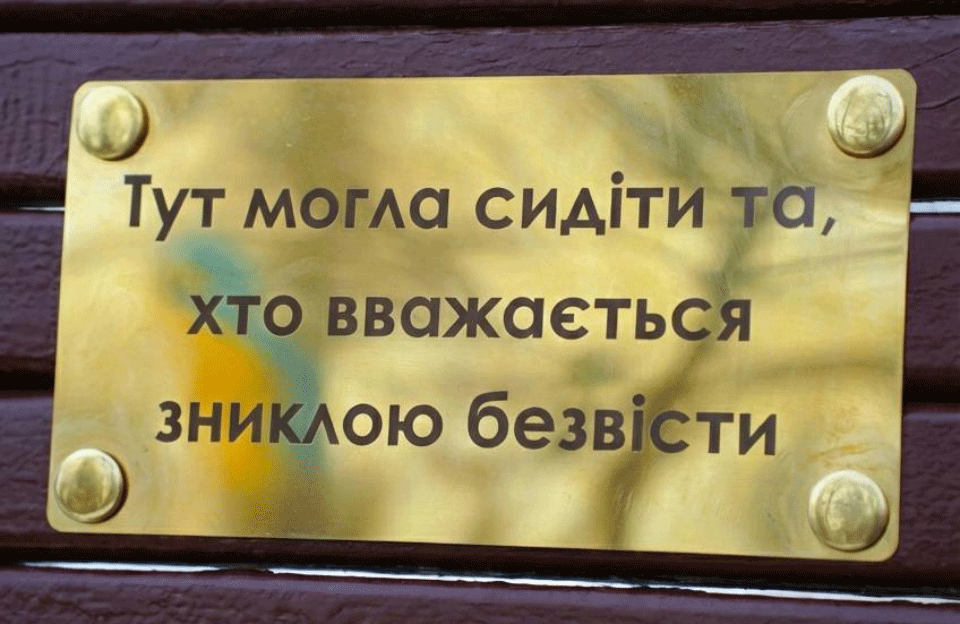 Тут могла сидіти та,
хто вважається
зниклою безвісти